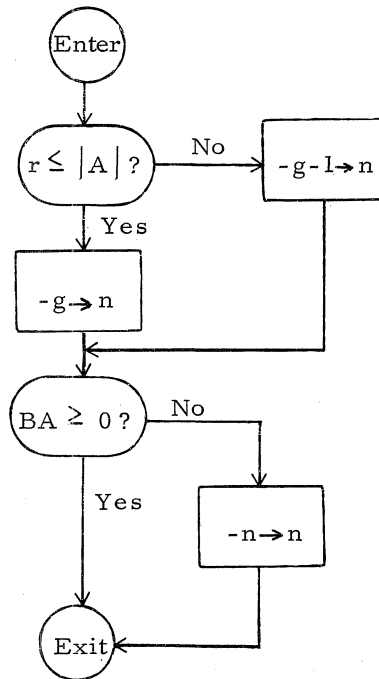 Enter
r ≤ |A| ?
No
-g-1→n
Yes
-g→n
BA ≥ 0?
No
Yes
-n→n
Exit